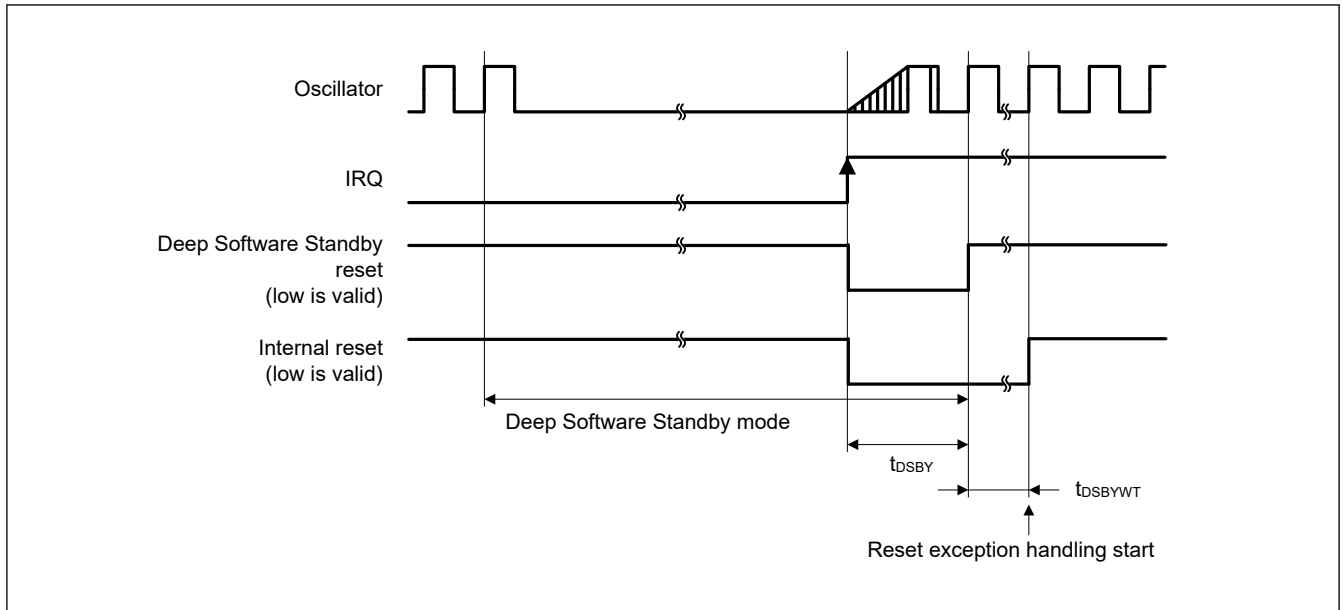 Oscillator
IRQ
Deep Software Standby
reset
(low is valid)
Internal reset
(low is valid)
Deep Software Standby mode
tDSBY
tDSBYWT
Reset exception handling start